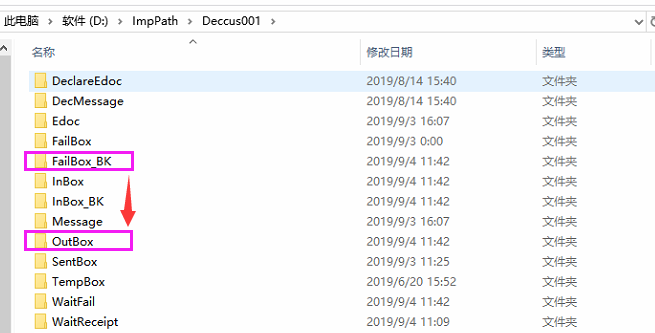 此电脑 › 软件 (D:) › ImpPath › Deccus001 ›
名称 修改日期 类型
DeclareEdoc 2019/8/14 15:40 文件夹
DecMessage 2019/8/14 15:40 文件夹
Edoc 2019/9/3 16:07 文件夹
FailBox 2019/9/3 0:00 文件夹
FailBox_BK 2019/9/4 11:42 文件夹
InBox 2019/9/4 11:42 文件夹
InBox_BK 2019/9/4 11:42 文件夹
Message 2019/9/3 16:07 文件夹
OutBox 2019/9/4 11:42 文件夹
SentBox 2019/9/3 11:25 文件夹
TempBox 2019/6/20 15:52 文件夹
WaitFail 2019/9/4 11:42 文件夹
WaitReceipt 2019/9/4 11:09 文件夹